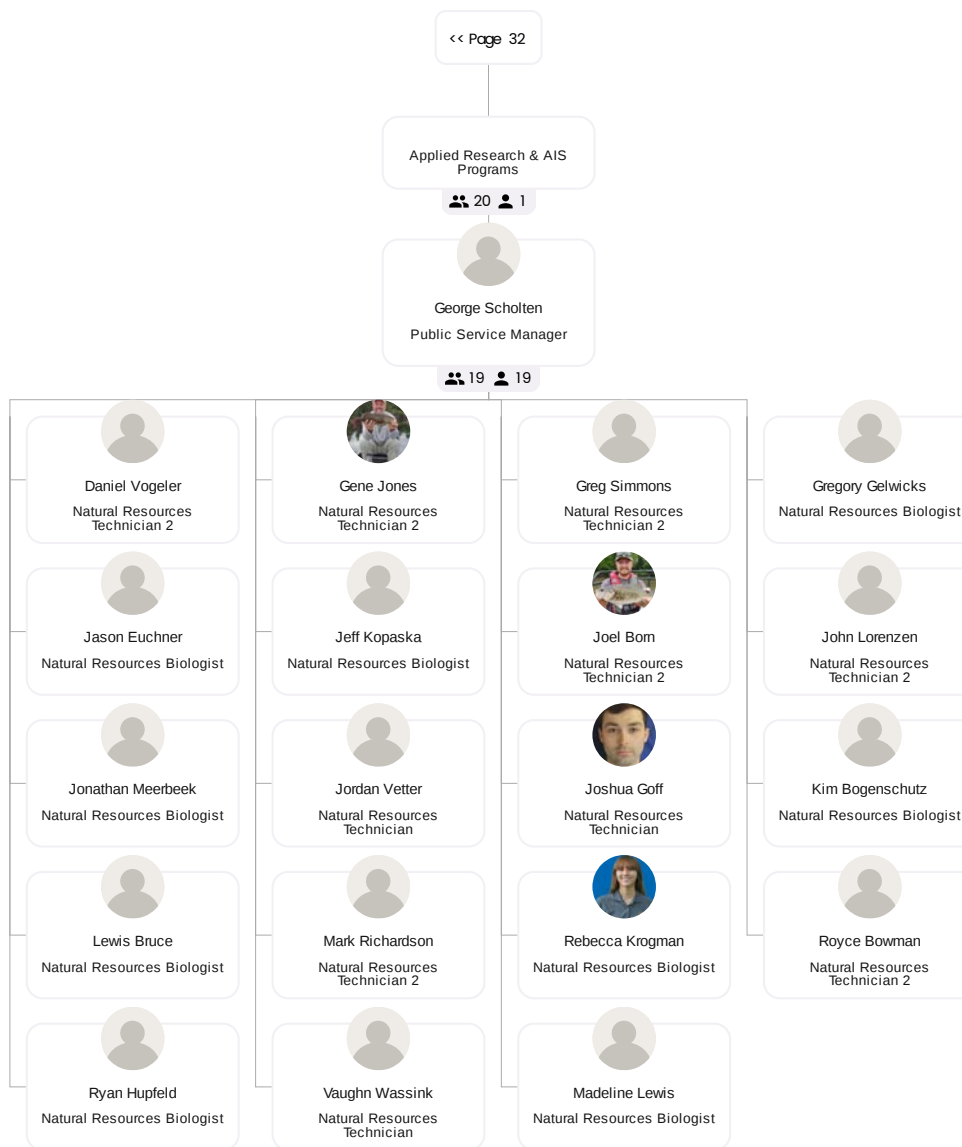 << Page 32
Applied Research & AIS
Programs
20 1
George Scholten
Public Service Manager
19 19
Daniel Vogeler
Natural Resources
Technician 2
Gene Jones
Natural Resources
Technician 2
Greg Simmons
Natural Resources
Technician 2
Gregory Gelwicks
Natural Resources Biologist
Jason Euchner
Natural Resources Biologist
Jeff Kopaska
Natural Resources Biologist
Joel Born
Natural Resources
Technician 2
John Lorenzen
Natural Resources
Technician 2
Jonathan Meerbeek
Natural Resources Biologist
Jordan Vetter
Natural Resources
Technician
Joshua Goff
Natural Resources
Technician
Kim Bogenschutz
Natural Resources Biologist
Lewis Bruce
Natural Resources Biologist
Mark Richardson
Natural Resources
Technician 2
Rebecca Krogman
Natural Resources Biologist
Royce Bowman
Natural Resources
Technician 2
Ryan Hupfeld
Natural Resources Biologist
Vaughn Wassink
Natural Resources
Technician
Madeline Lewis
Natural Resources Biologist